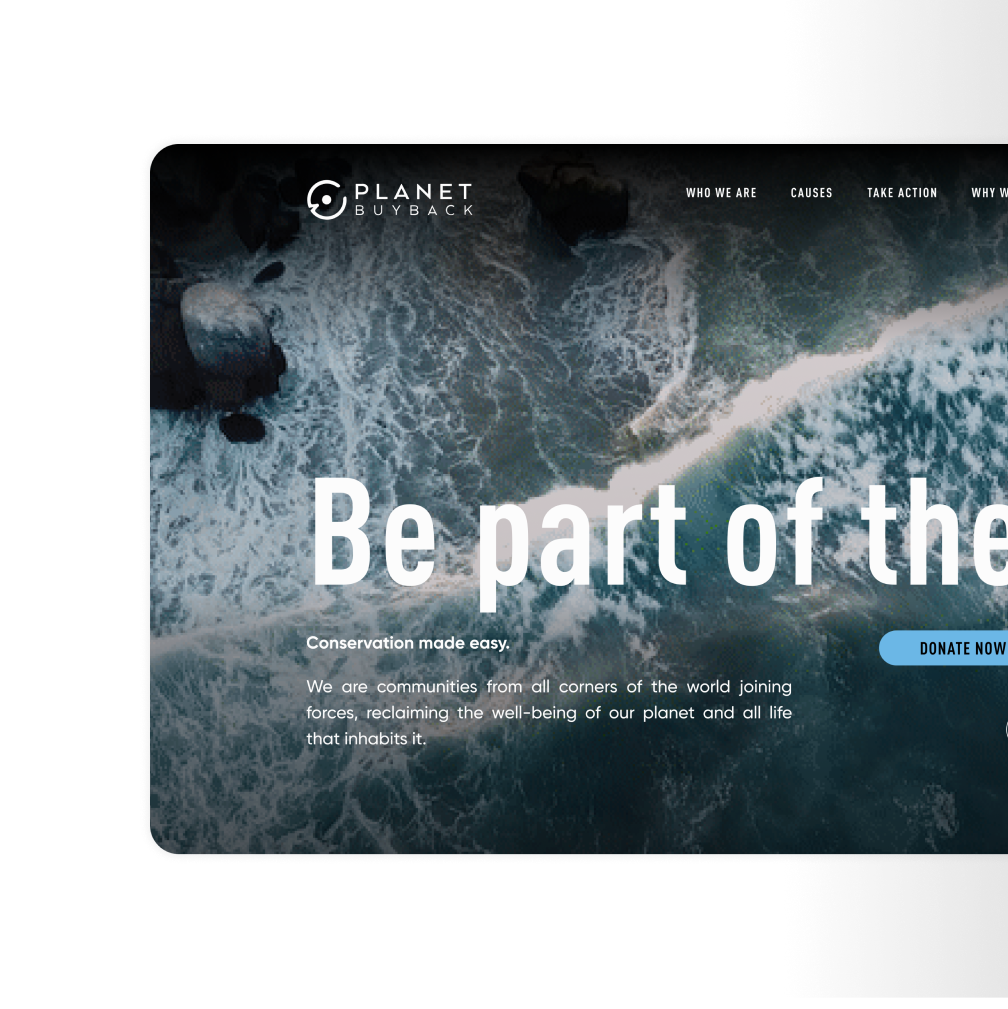 PLANET
BUYBACK
WHO WE ARE CAUSES TAKE ACTION WHY W
Be part of the
Conservation made easy.
DONATE NOW
We are communities from all corners of the world joining
forces, reclaiming the well-being of our planet and all life
that inhabits it.